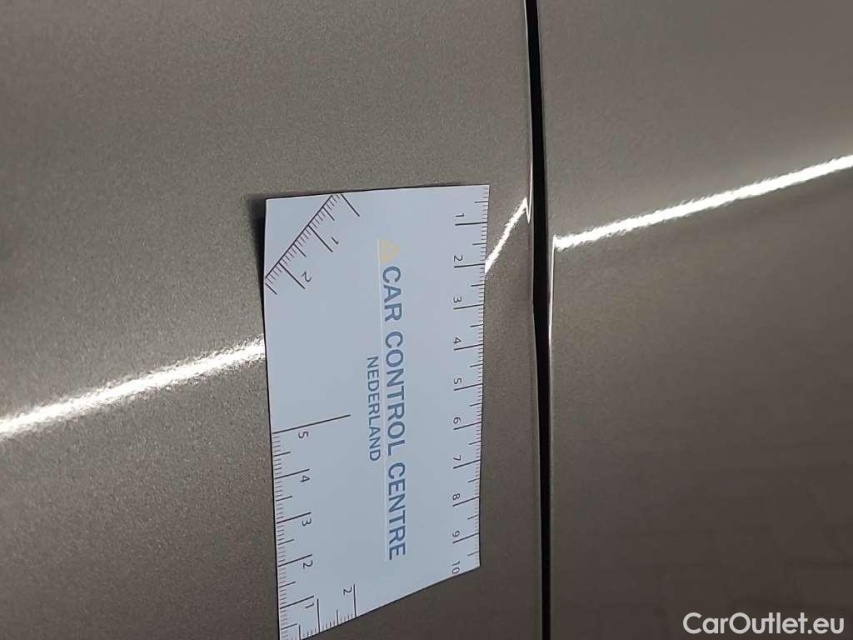 CAR CONTROL CENTRE
NEDERLAND
1 2 3 4 5 6 7 8 9 10
1 2
5 4 3 2 1
2
CarOutlet.eu